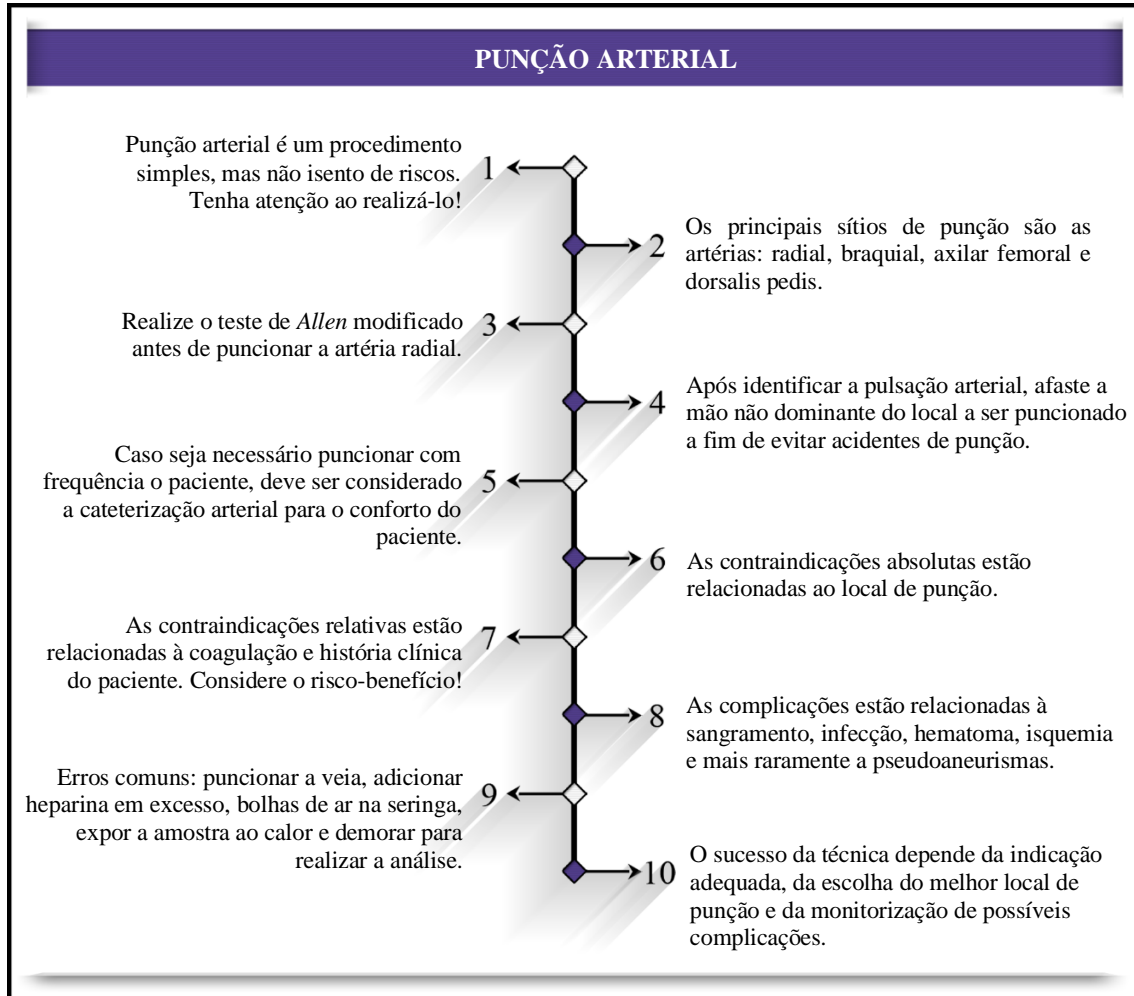 PUNÇÃO ARTERIAL
Punção arterial é um procedimento
simples, mas não isento de riscos.
Tenha atenção ao realizá-lo!
1
2
Os principais sítios de punção são as
artérias: radial, braquial, axilar femoral e
dorsalis pedis.
Realize o teste de Allen modificado
antes de puncionar a artéria radial.
3
4
Após identificar a pulsação arterial, afaste a
mão não dominante do local a ser puncionado
a fim de evitar acidentes de punção.
Caso seja necessário puncionar com
frequência o paciente, deve ser considerado
a cateterização arterial para o conforto do
paciente.
5
6
As contraindicações absolutas estão
relacionadas ao local de punção.
As contraindicações relativas estão
relacionadas à coagulação e história clínica
do paciente. Considere o risco-benefício!
7
8
As complicações estão relacionadas à
sangramento, infecção, hematoma, isquemia
e mais raramente a pseudoaneurismas.
Erros comuns: puncionar a veia, adicionar
heparina em excesso, bolhas de ar na seringa,
expor a amostra ao calor e demorar para
realizar a análise.
9
10
O sucesso da técnica depende da indicação
adequada, da escolha do melhor local de
punção e da monitorização de possíveis
complicações.